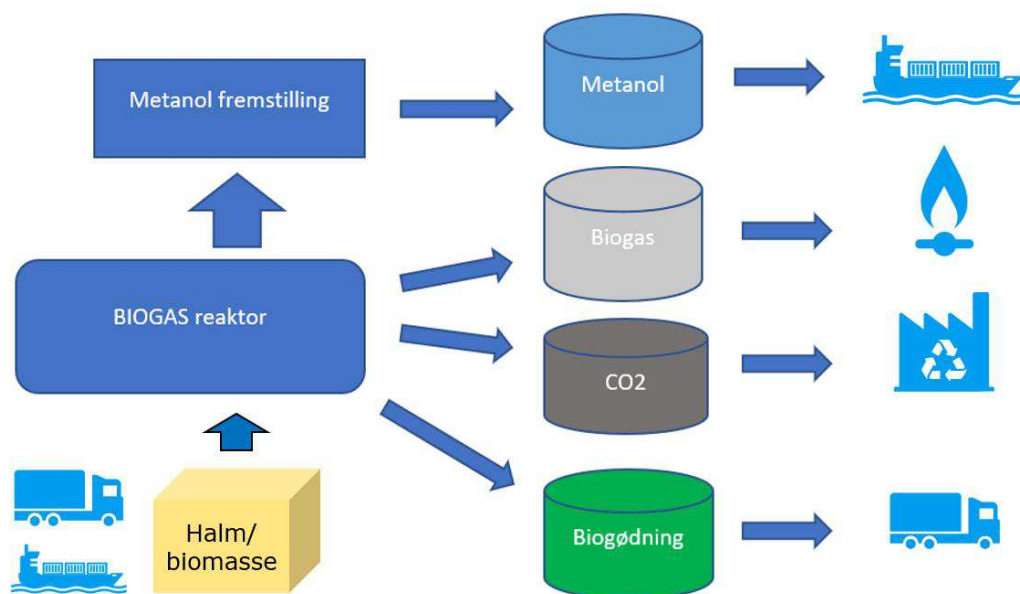 Metanol fremstilling
Metanol
Biogas
BIOGAS reaktor
CO2
Halm/
biomasse
Biogødning